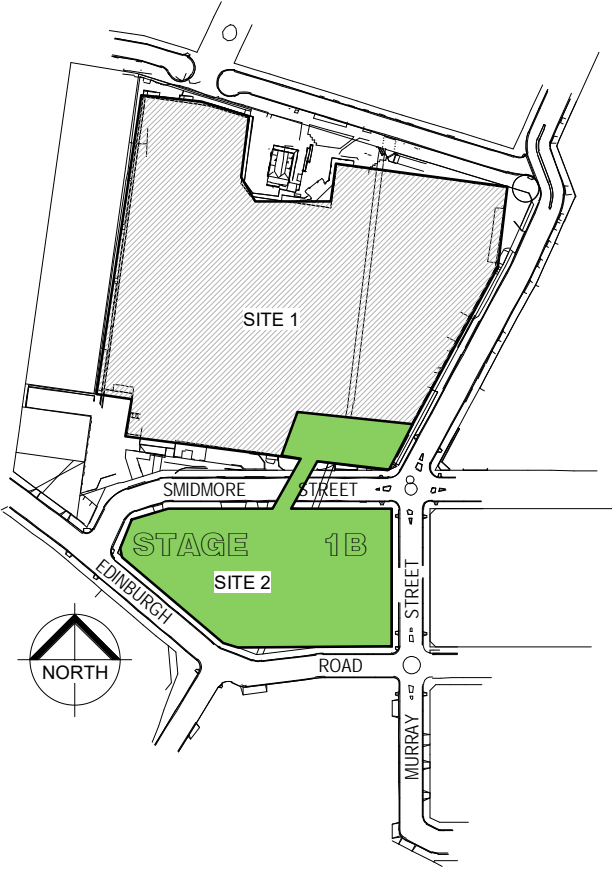 SITE 1
SMIDMORE STREET
STAGE 1B
EDINBURGH
SITE 2
STREET
NORTH
ROAD
MURRAY